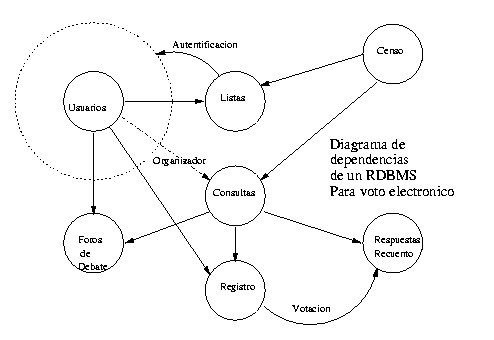 Autentificacion
Censo
Usuarios
Listas
Diagrama de
dependencias
de un RDBMS
Para voto electronico
Organizador
Consultas
Foros
de
Debate
Respuestas
Recuento
Registro
Votacion